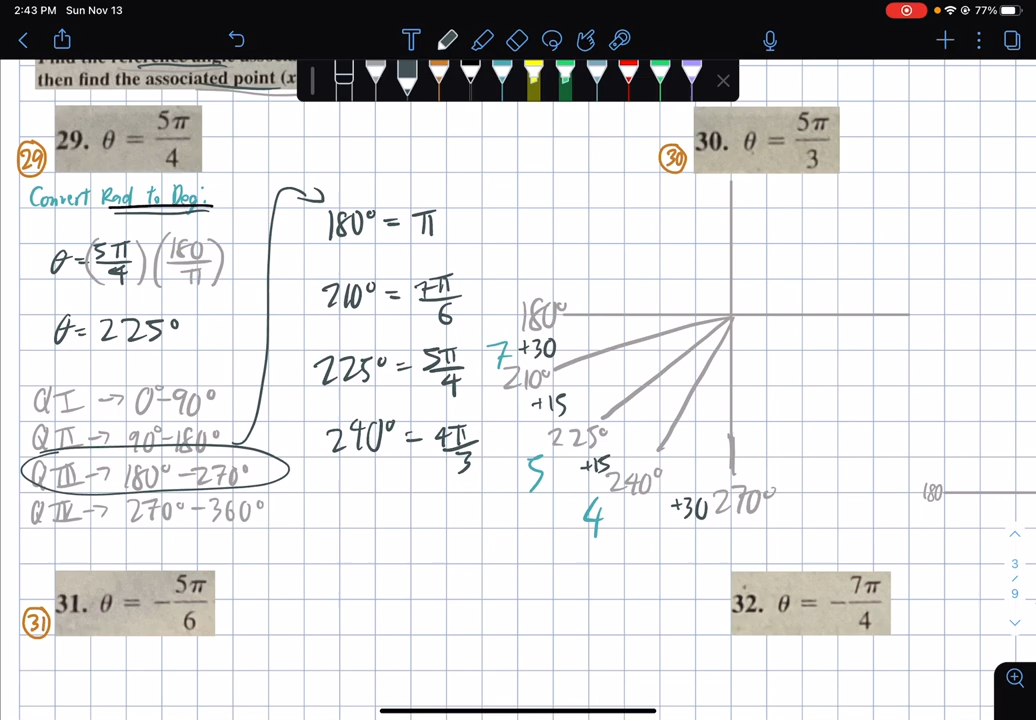 2:43 PM Sun Nov 13
77%
then find the associated point (x
29. θ = 5π/4
29
Convert Rad to Deg:
θ = (5π/4)(180/π)
θ = 225°
QI → 0°-90°
QII → 90°-180°
QIII → 180°-270°
QIV → 270°-360°
180° = π
210° = 7π/6
225° = 5π/4
240° = 4π/3
30. θ = 5π/3
30
180°
+30
7
210°
+15
225°
5
+15
240°
4
+30
270°
180
3
9
31. θ = -5π/6
31
32. θ = -7π/4